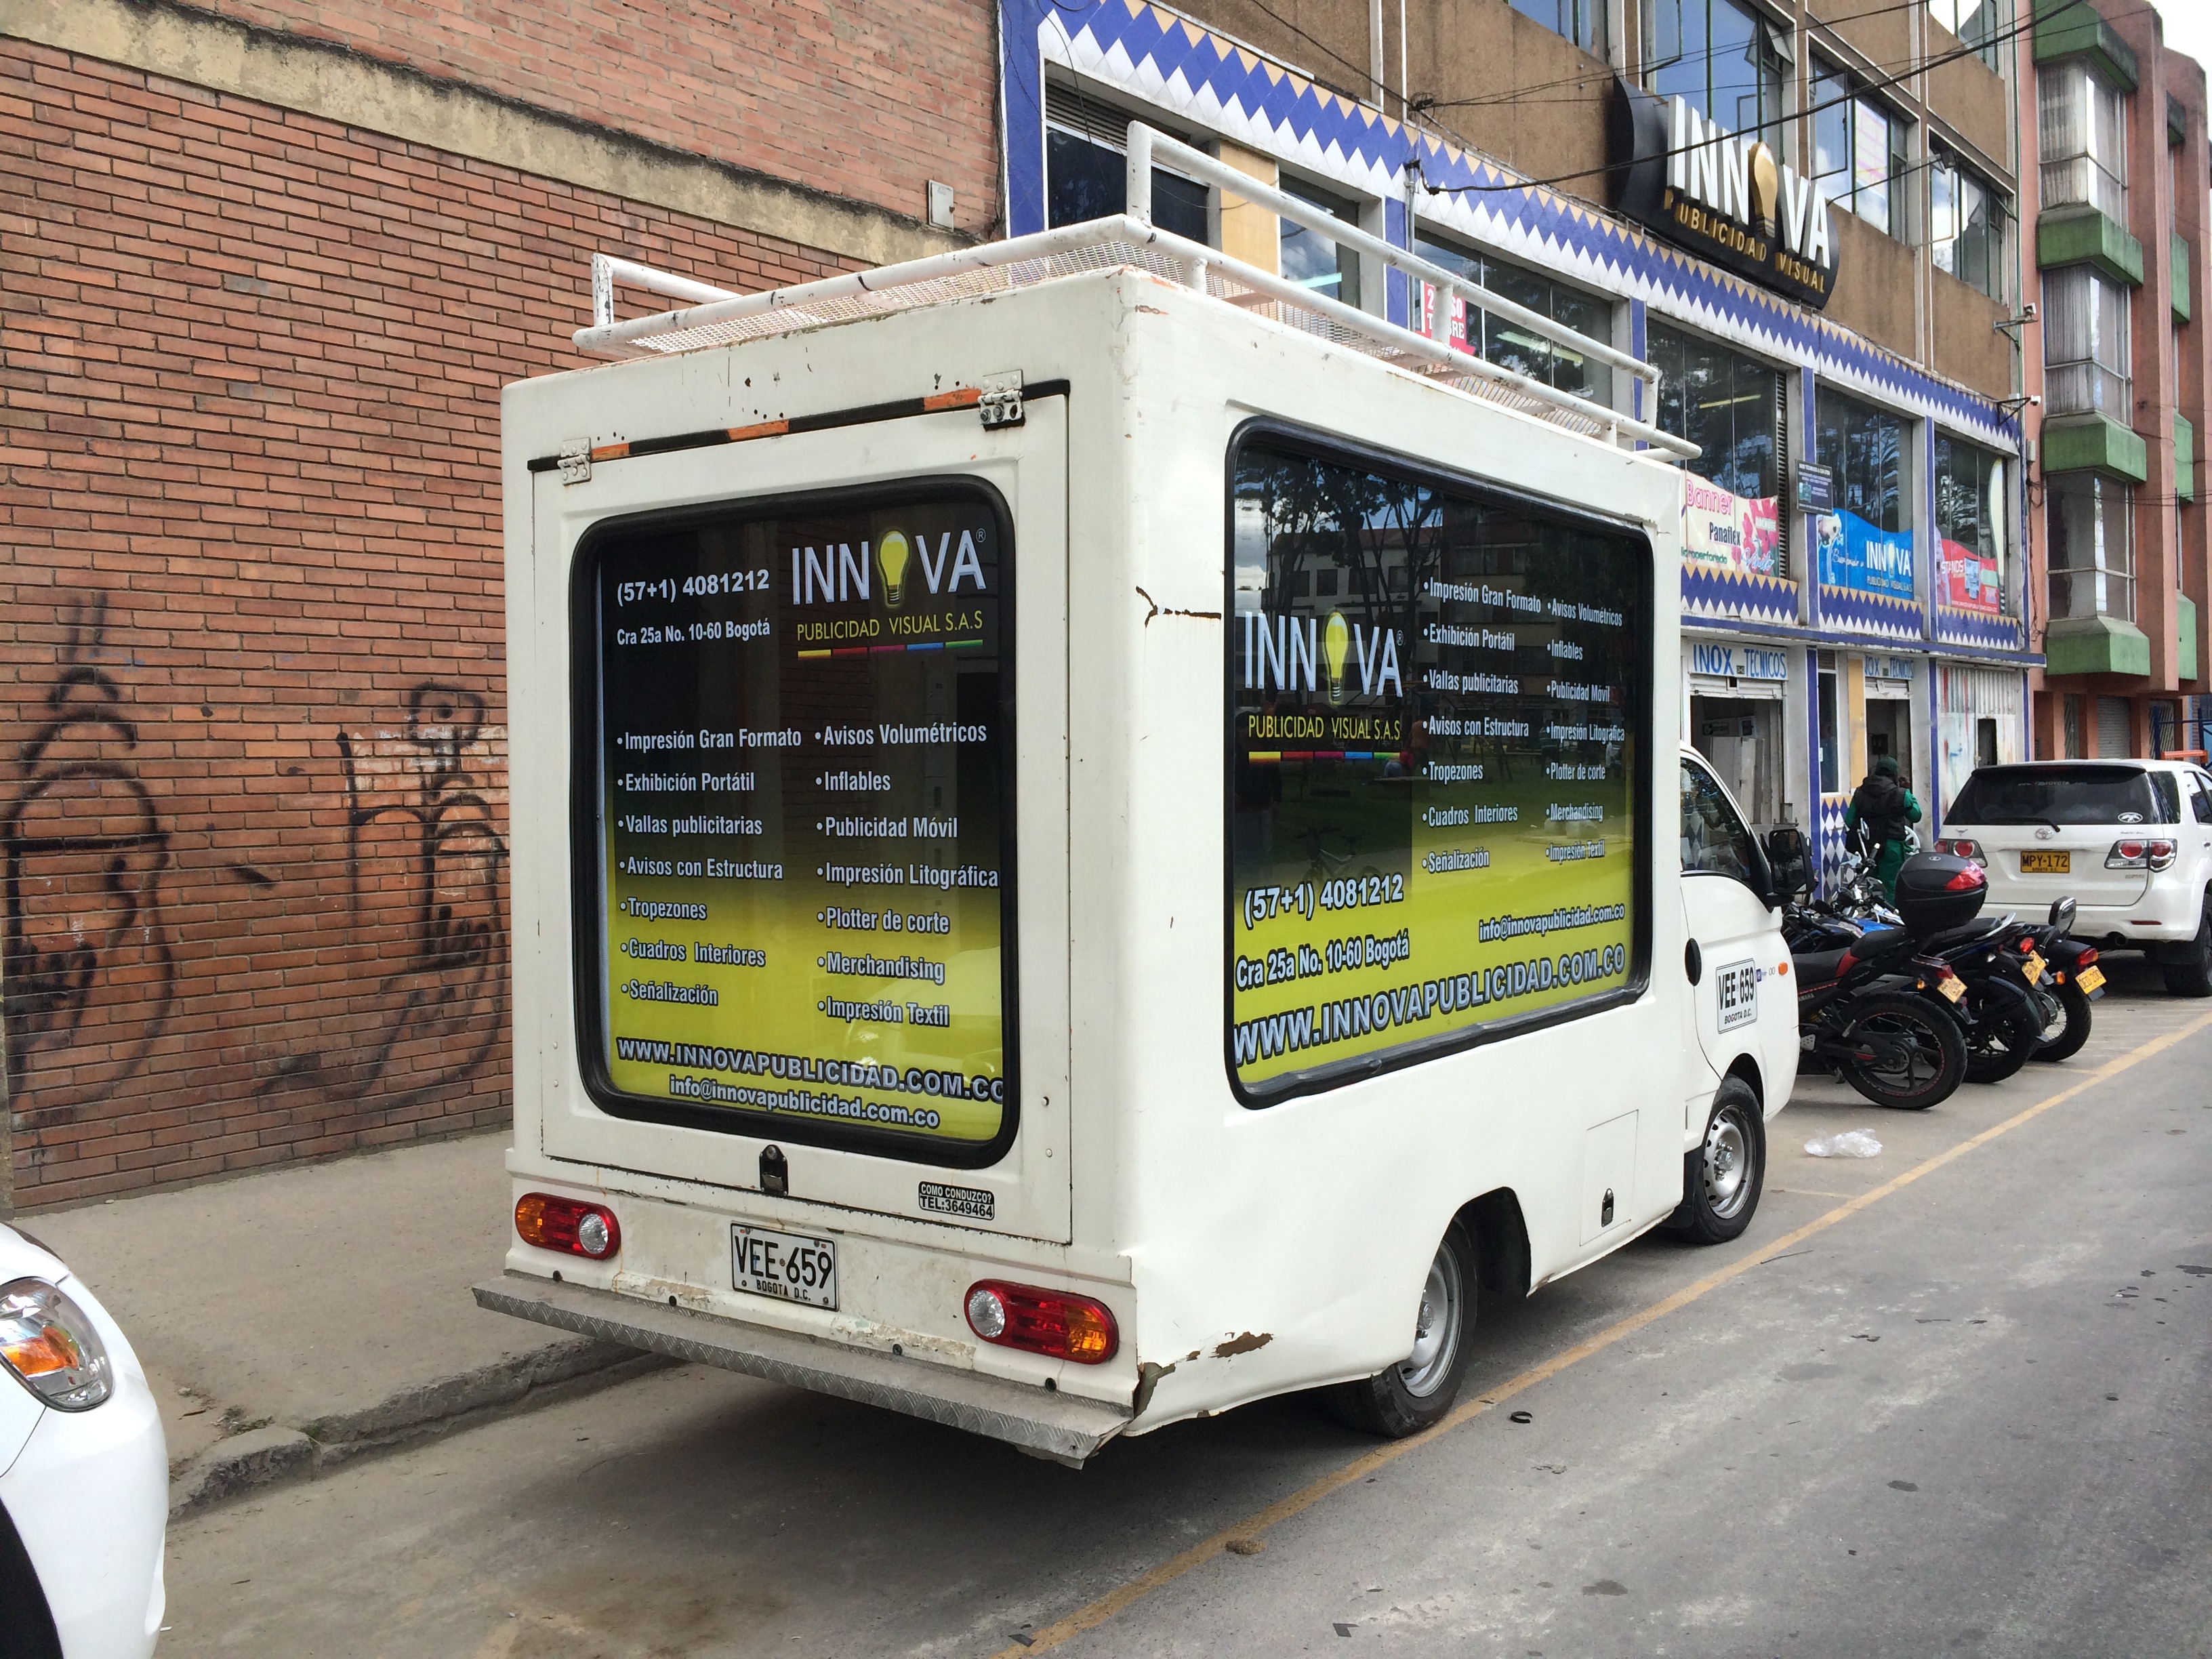 INNOVA
PUBLICIDAD VISUAL
(57+1) 4081212
Cra 25a No. 10-60 Bogotá
INNOVA®
PUBLICIDAD VISUAL S.A.S
•Impresión Gran Formato
•Exhibición Portátil
•Vallas publicitarias
•Avisos con Estructura
•Tropezones
•Cuadros Interiores
•Señalización
•Avisos Volumétricos
•Inflables
•Publicidad Móvil
•Impresión Litográfica
•Plotter de corte
•Merchandising
•Impresión Textil
WWW.INNOVAPUBLICIDAD.COM.CO
info@innovapublicidad.com.co
COMO CONDUZCO?
TEL:3649464
VEE·659
BOGOTA D.C.
INNOVA®
PUBLICIDAD VISUAL S.A.S
•Impresión Gran Formato
•Exhibición Portátil
•Vallas publicitarias
•Avisos con Estructura
•Tropezones
•Cuadros Interiores
•Señalización
•Avisos Volumétricos
•Inflables
•Publicidad Móvil
•Impresión Litográfica
•Plotter de corte
•Merchandising
•Impresión Textil
(57+1) 4081212
Cra 25a No. 10-60 Bogotá
info@innovapublicidad.com.co
WWW.INNOVAPUBLICIDAD.COM.CO
VEE 659
BOGOTA D.C.
Banner
Panaflex
INNOVA
PUBLICIDAD VISUAL
STANDS
INOX TECNICOS
MPY·172